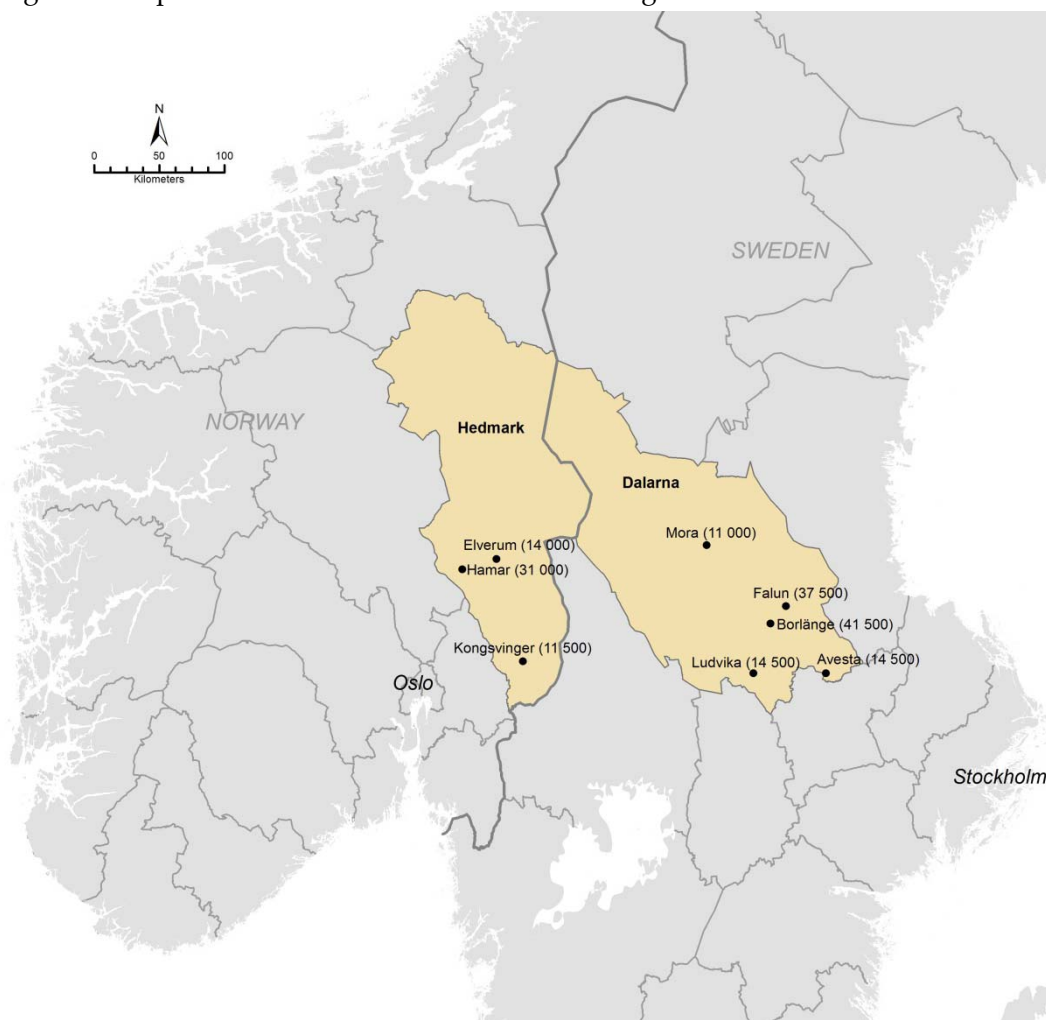 N
0 50 100
Kilometers
SWEDEN
NORWAY
Hedmark
Dalarna
Mora (11 000)
Elverum (14 000)
Hamar (31 000)
Falun (37 500)
Borlänge (41 500)
Kongsvinger (11 500)
Ludvika (14 500)
Avesta (14 500)
Oslo
Stockholm